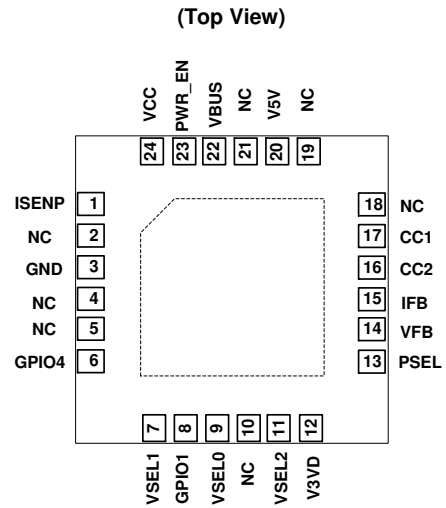 (Top View)
VCC PWR_EN VBUS NC V5V NC
24 23 22 21 20 19
ISENP 1 18 NC
NC 2 17 CC1
GND 3 16 CC2
NC 4 15 IFB
NC 5 14 VFB
GPIO4 6 13 PSEL
7 8 9 10 11 12
VSEL1 GPIO1 VSEL0 NC VSEL2 V3VD